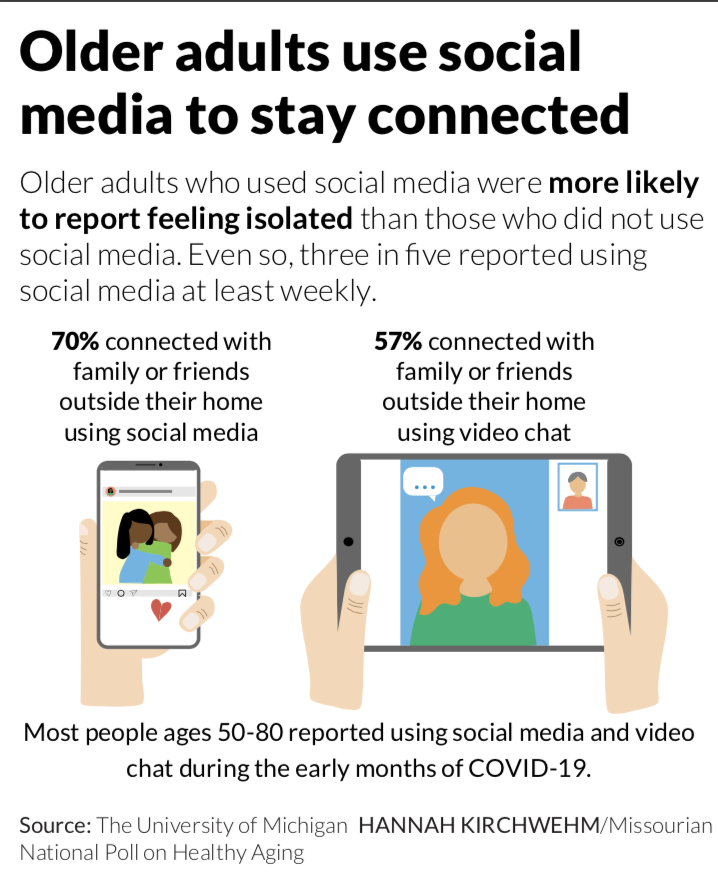 Older adults use social
media to stay connected
Older adults who used social media were more likely
to report feeling isolated than those who did not use
social media. Even so, three in five reported using
social media at least weekly.
70% connected with
family or friends
outside their home
using social media
57% connected with
family or friends
outside their home
using video chat
Most people ages 50-80 reported using social media and video
chat during the early months of COVID-19.
Source: The University of Michigan HANNAH KIRCHWEHM/Missourian
National Poll on Healthy Aging